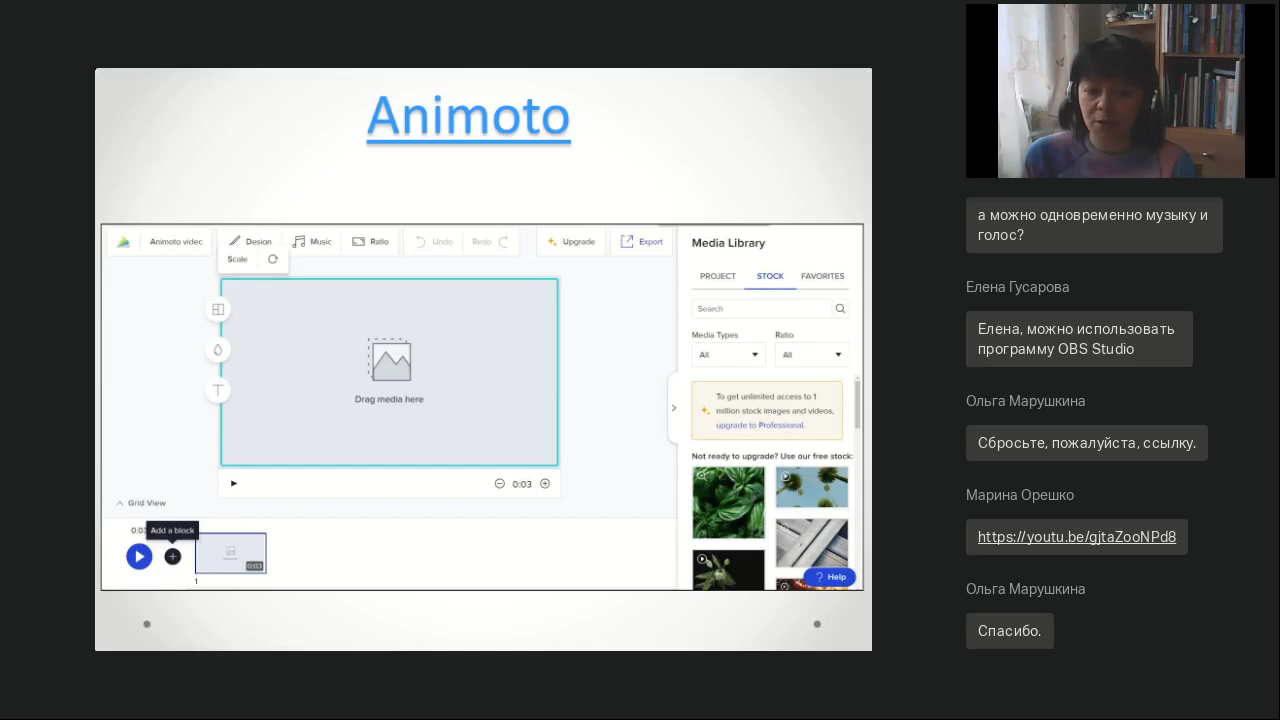 Animoto
Animoto videc
Design
Music
Ratio
Undo
Redo
Upgrade
Export
Scale
Drag media here
0:03
Grid View
0:03
Add a block
0:03
1
Media Library
PROJECT
STOCK
FAVORITES
Search
Media Types
Ratio
All
All
To get unlimited access to 1
million stock images and videos,
upgrade to Professional.
Not ready to upgrade? Use our free stock:
? Help
а можно одновременно музыку и
голос?
Елена Гусарова
Елена, можно использовать
программу OBS Studio
Ольга Марушкина
Сбросьте, пожалуйста, ссылку.
Марина Орешко
https://youtu.be/gjtaZooNPd8
Ольга Марушкина
Спасибо.